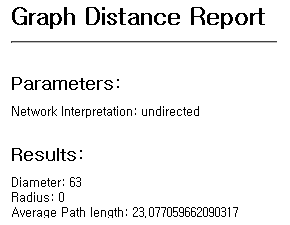 Graph Distance Report
Parameters:
Network Interpretation: undirected
Results:
Diameter: 63
Radius: 0
Average Path length: 23,077059662090317